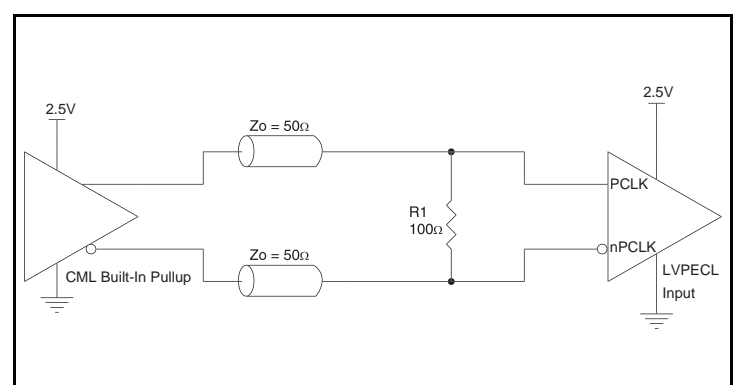 2.5V
2.5V
Zo = 50Ω
PCLK
R1
100Ω
Zo = 50Ω
nPCLK
CML Built-In Pullup
LVPECL
Input